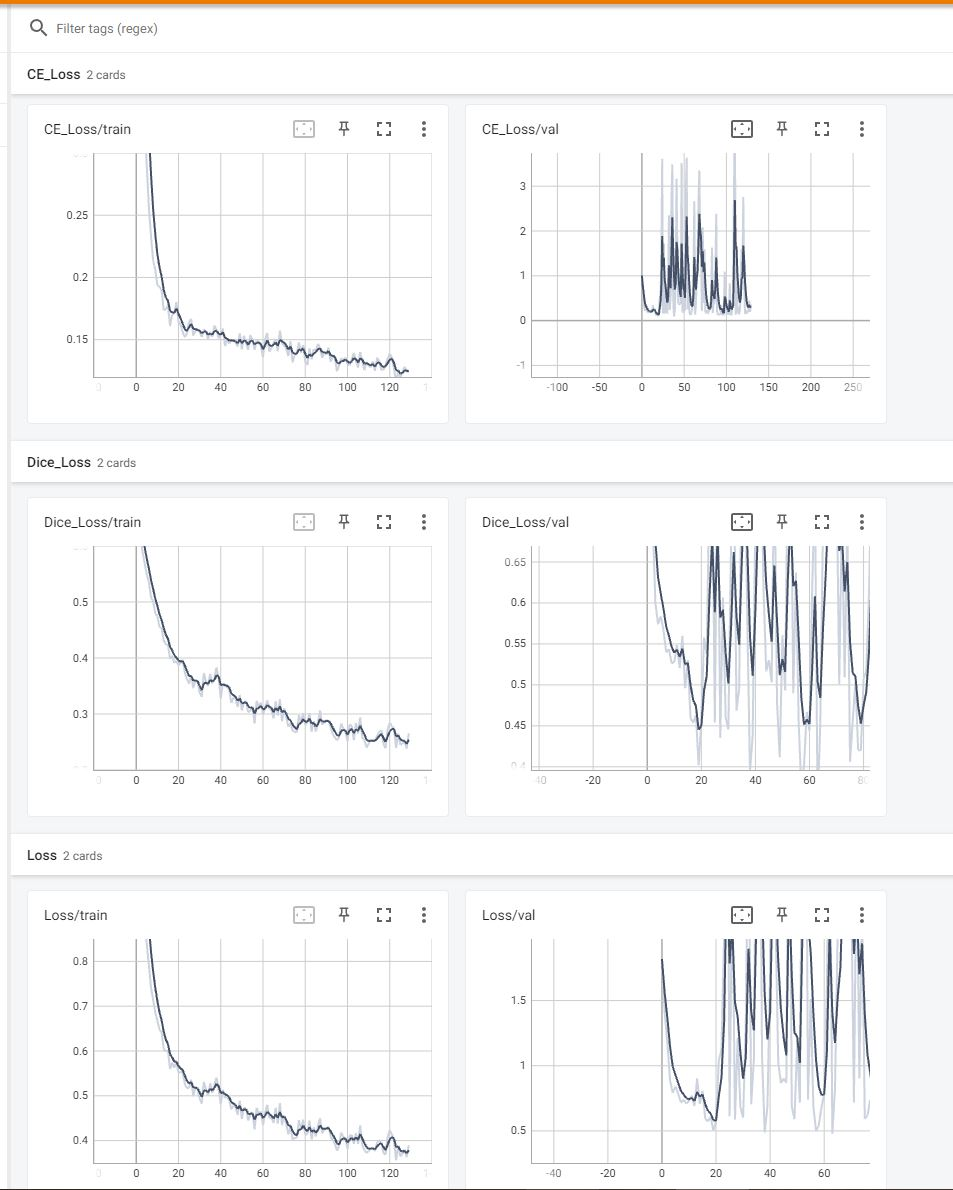 Filter tags (regex)
CE_Loss 2 cards
CE_Loss/train
0.25
0.2
0.15
0 20 40 60 80 100 120
CE_Loss/val
3
2
1
0
-1
-100 -50 0 50 100 150 200 250
Dice_Loss 2 cards
Dice_Loss/train
0.5
0.4
0.3
0 20 40 60 80 100 120
Dice_Loss/val
0.65
0.6
0.55
0.5
0.45
0.4
-40 -20 0 20 40 60 80
Loss 2 cards
Loss/train
0.8
0.7
0.6
0.5
0.4
0 20 40 60 80 100 120
Loss/val
1.5
1
0.5
-40 -20 0 20 40 60